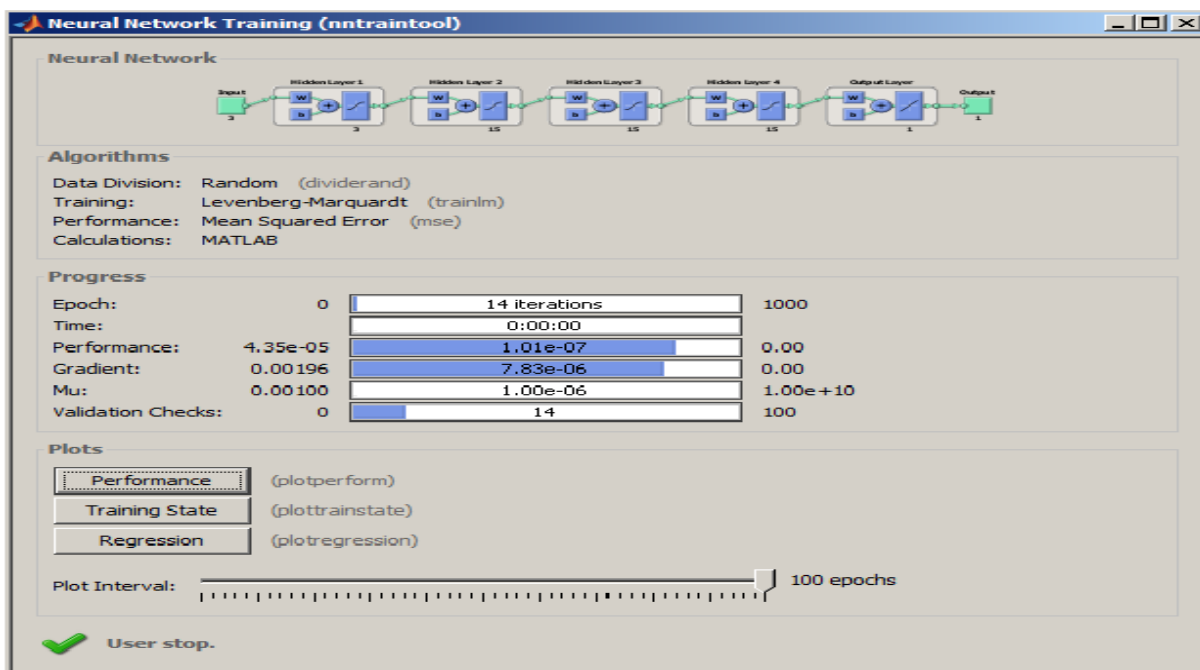 Neural Network Training (nntraintool)
Neural Network
Hidden Layer 1 Hidden Layer 2 Hidden Layer 3 Hidden Layer 4 Output Layer
Input Output
W W W W W
b b b b b
3 3 15 15 15 1 1
Algorithms
Data Division: Random (dividerand)
Training: Levenberg-Marquardt (trainlm)
Performance: Mean Squared Error (mse)
Calculations: MATLAB
Progress
Epoch: 0 14 iterations 1000
Time: 0:00:00
Performance: 4.35e-05 1.01e-07 0.00
Gradient: 0.00196 7.83e-06 0.00
Mu: 0.00100 1.00e-06 1.00e+10
Validation Checks: 0 14 100
Plots
Performance (plotperform)
Training State (plottrainstate)
Regression (plotregression)
Plot Interval: 100 epochs
User stop.